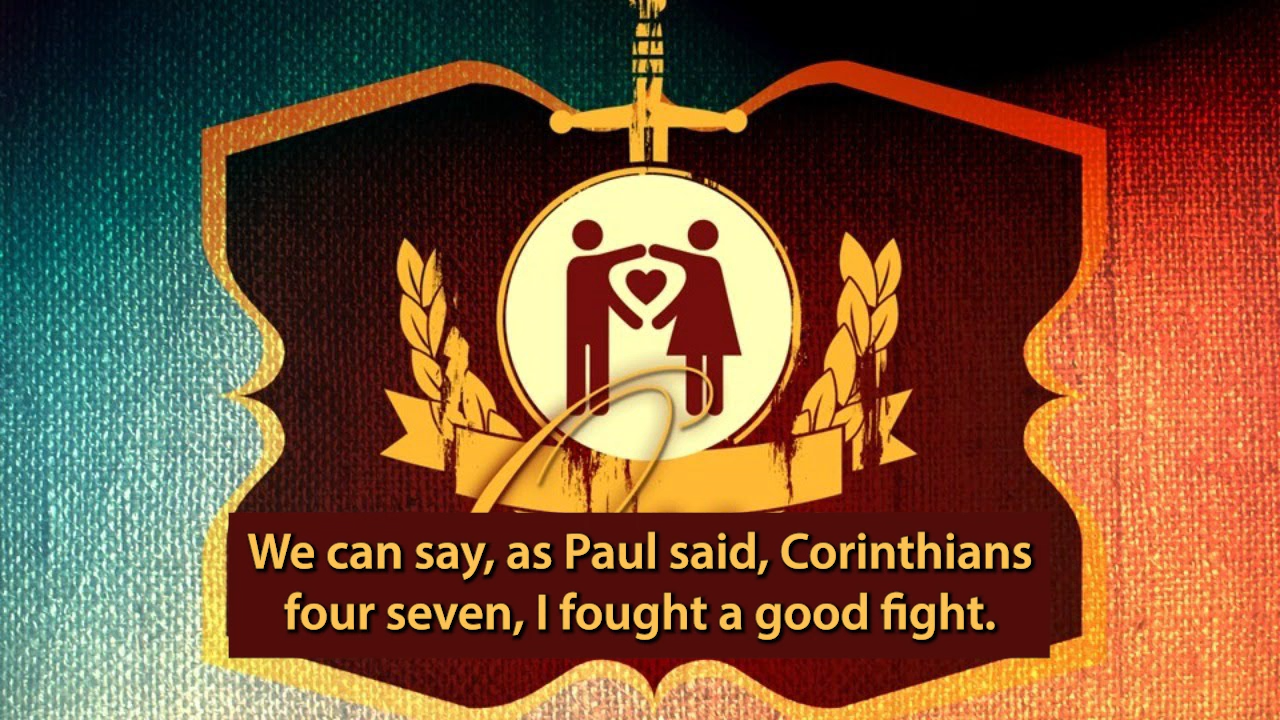 We can say, as Paul said, Corinthians
four seven, I fought a good fight.